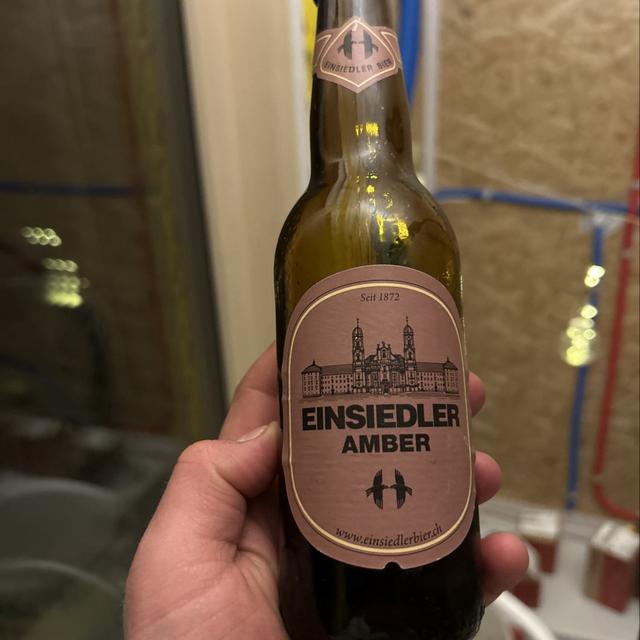 EINSIEDLER BIER
Seit 1872
EINSIEDLER
AMBER
www.einsiedlerbier.ch